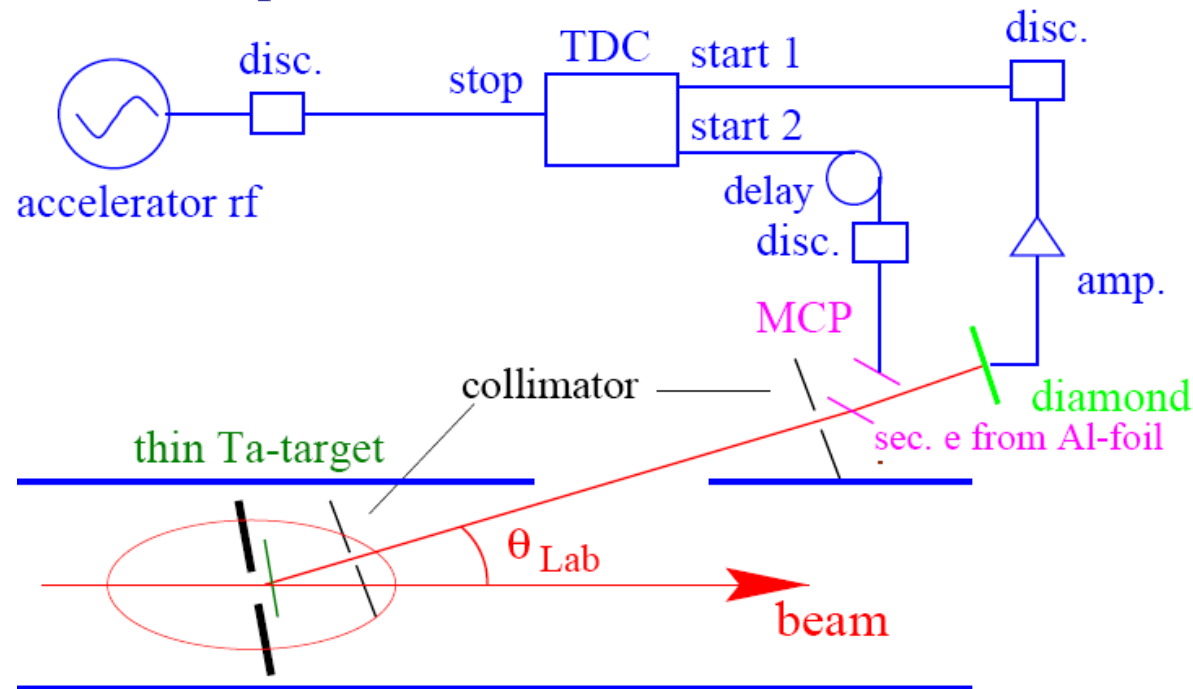 disc.
TDC
disc.
stop
start 1
start 2
accelerator rf
delay
disc.
amp.
MCP
collimator
diamond
thin Ta-target
sec. e from Al-foil
θ Lab
beam